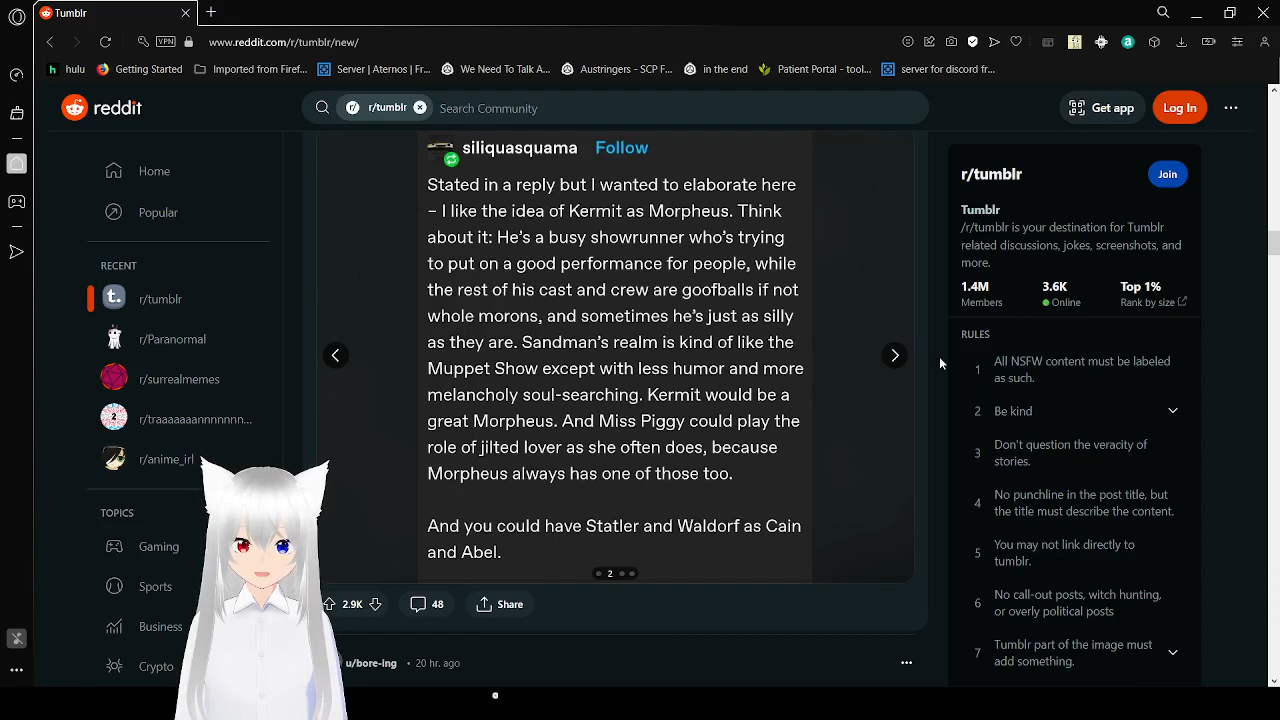 Tumblr
VPN
www.reddit.com/r/tumblr/new/
hulu
Getting Started
Imported from Firef...
Server | Aternos | Fr...
We Need To Talk A...
Austringers - SCP F...
in the end
Patient Portal - tool...
server for discord fr...
reddit
r/ r/tumblr
Search Community
Get app
Log In
Home
Popular
RECENT
r/tumblr
r/Paranormal
r/surrealmemes
r/traaaaaaannnnnnn...
r/anime_irl
TOPICS
Gaming
Sports
Business
Crypto
siliquasquama Follow
Stated in a reply but I wanted to elaborate here
– I like the idea of Kermit as Morpheus. Think
about it: He's a busy showrunner who's trying
to put on a good performance for people, while
the rest of his cast and crew are goofballs if not
whole morons, and sometimes he's just as silly
as they are. Sandman's realm is kind of like the
Muppet Show except with less humor and more
melancholy soul-searching. Kermit would be a
great Morpheus. And Miss Piggy could play the
role of jilted lover as she often does, because
Morpheus always has one of those too.
And you could have Statler and Waldorf as Cain
and Abel.
2
2.9K
48
Share
u/bore-ing • 20 hr. ago
r/tumblr
Join
Tumblr
/r/tumblr is your destination for Tumblr
related discussions, jokes, screenshots, and
more.
1.4M 3.6K Top 1%
Members Online Rank by size
RULES
1 All NSFW content must be labeled
as such.
2 Be kind
3 Don't question the veracity of
stories.
4 No punchline in the post title, but
the title must describe the content.
5 You may not link directly to
tumblr.
6 No call-out posts, witch hunting,
or overly political posts
7 Tumblr part of the image must
add something.